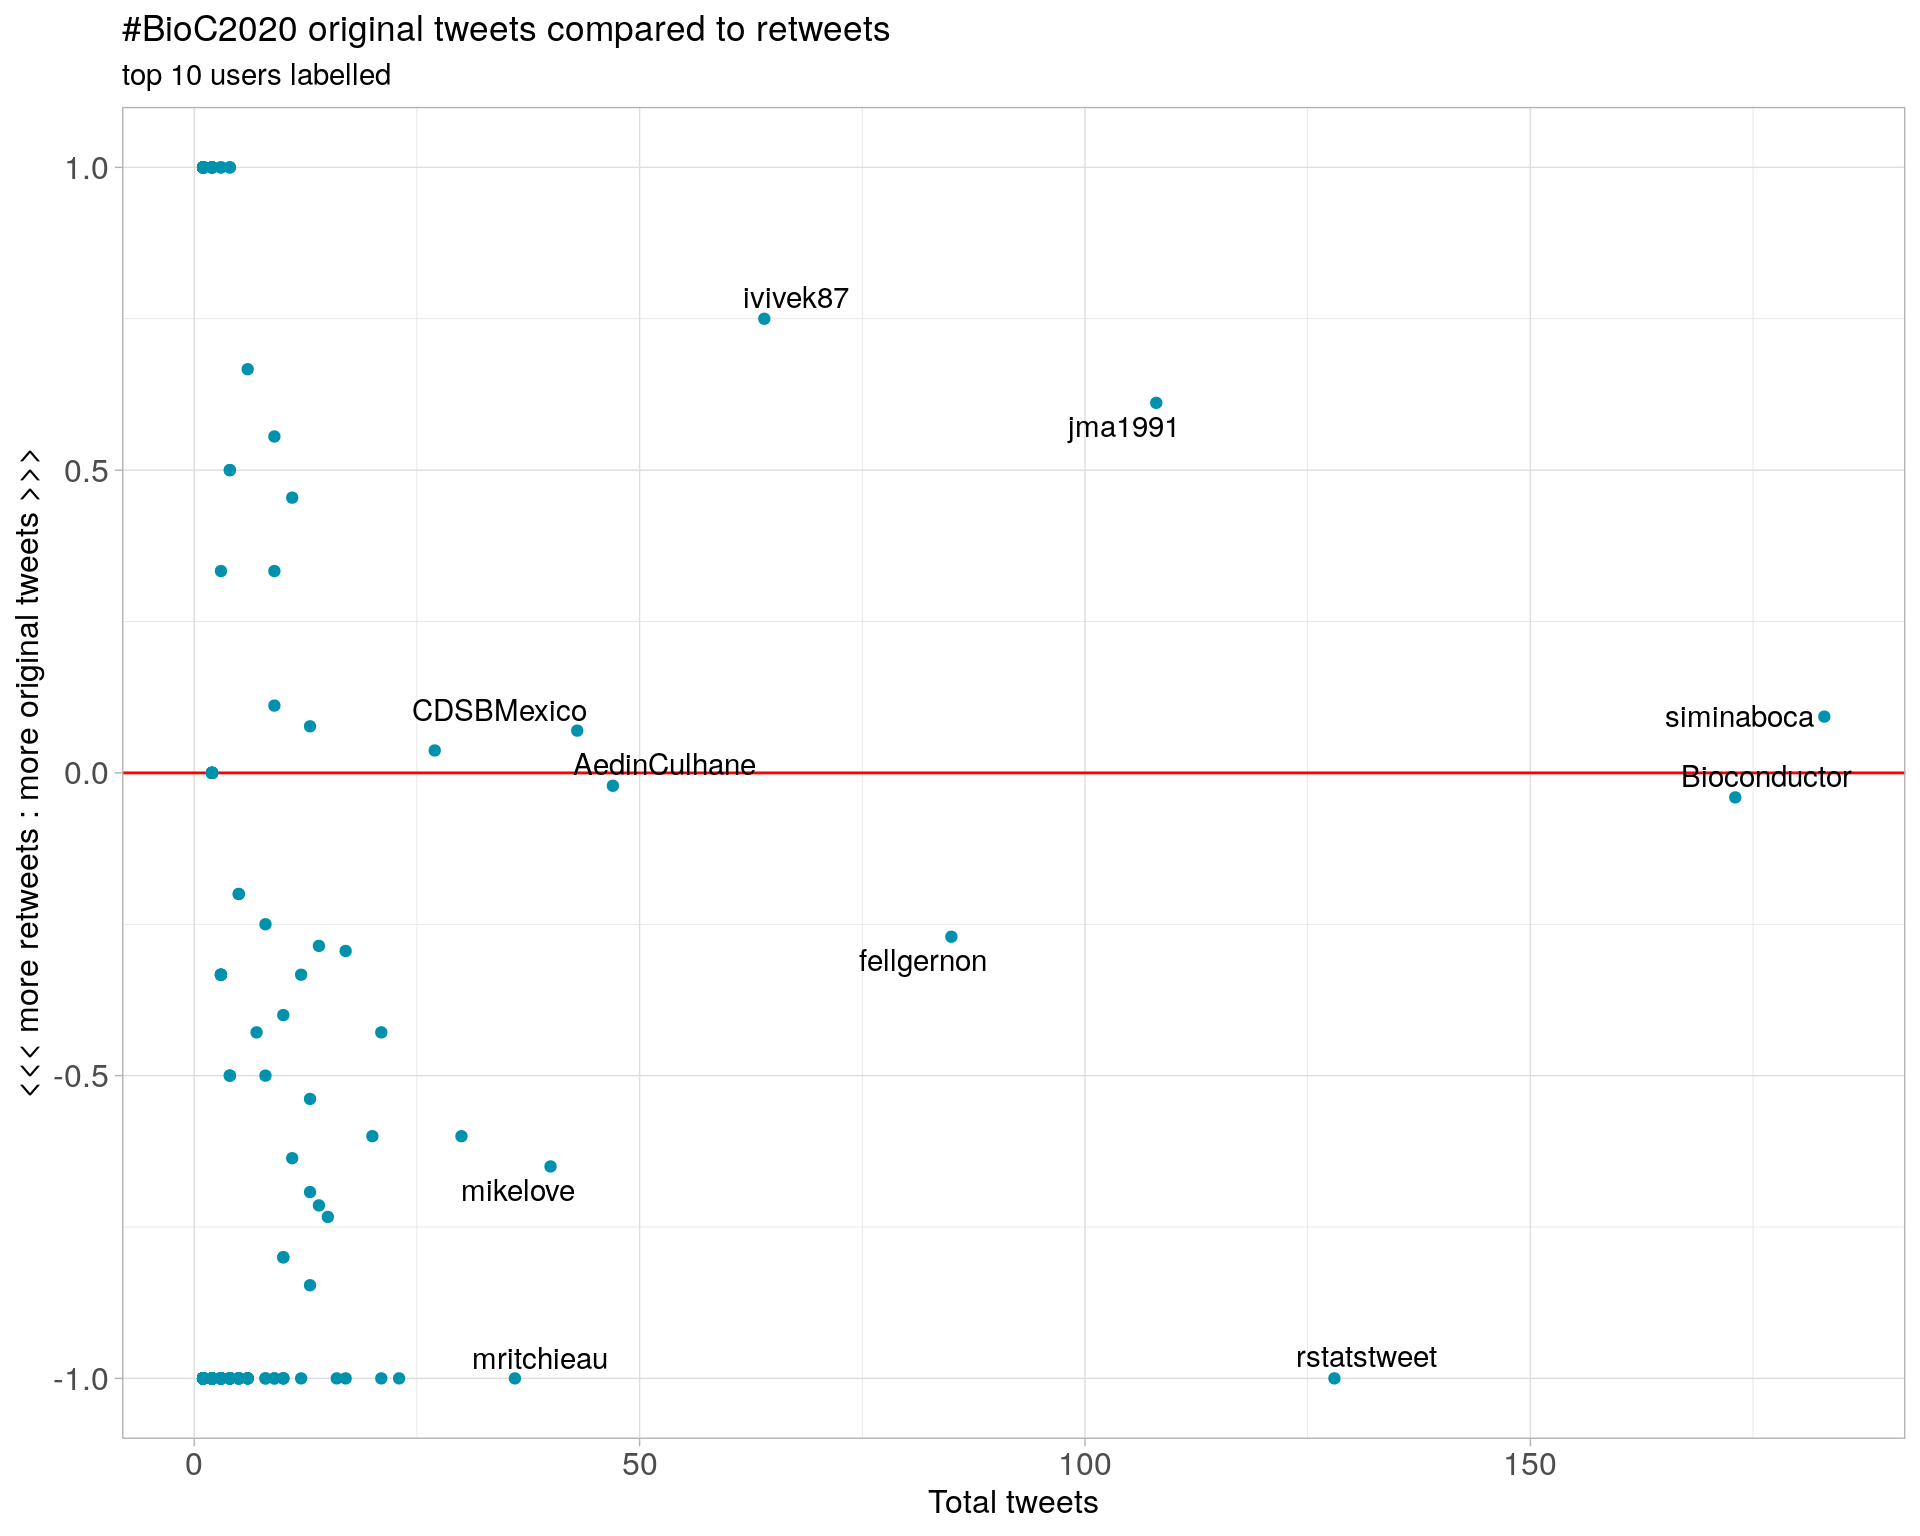 #BioC2020 original tweets compared to retweets
top 10 users labelled
<<< more retweets : more original tweets >>>
1.0
0.5
0.0
-0.5
-1.0
ivivek87
jma1991
CDSBMexico
siminaboca
AedinCulhane
Bioconductor
fellgernon
mikelove
mritchieau
rstatstweet
0
50
100
150
Total tweets